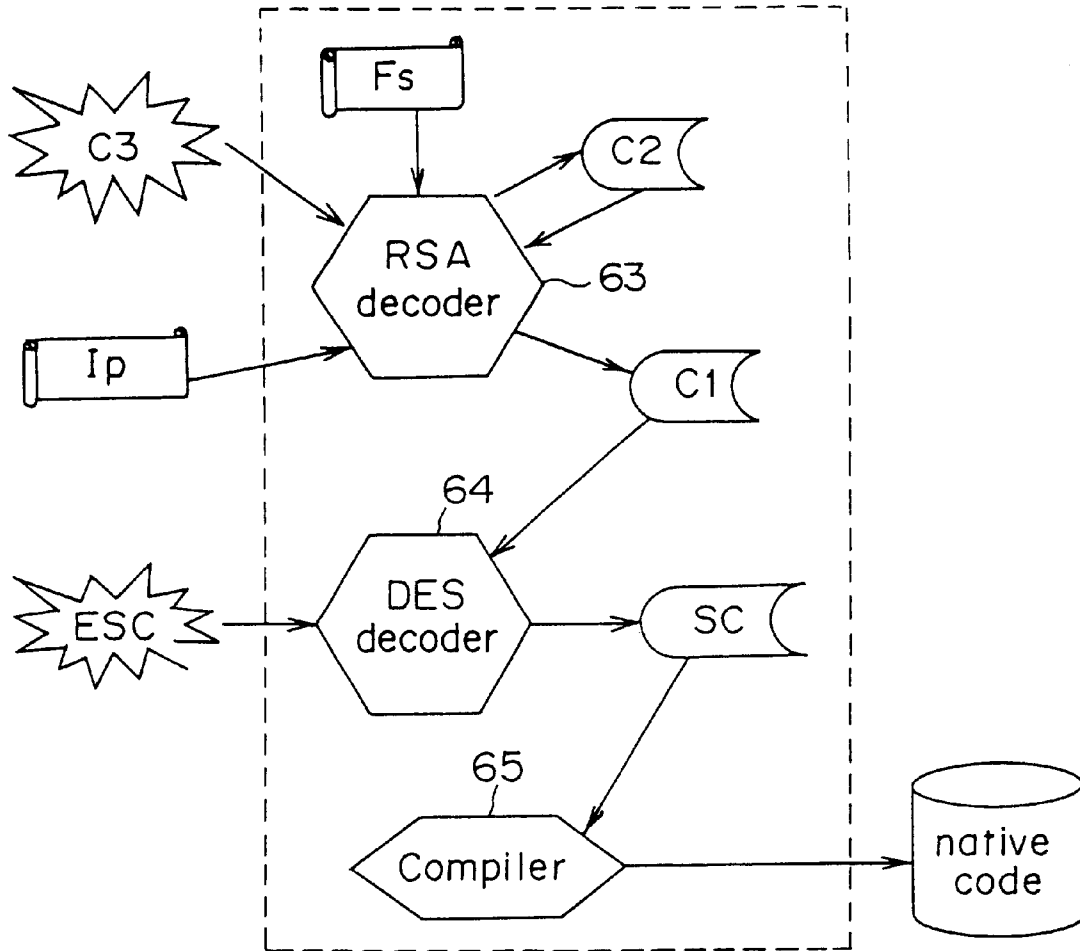 Fs
C3
C2
RSA
decoder
63
Ip
C1
64
ESC
DES
decoder
SC
65
Compiler
native
code